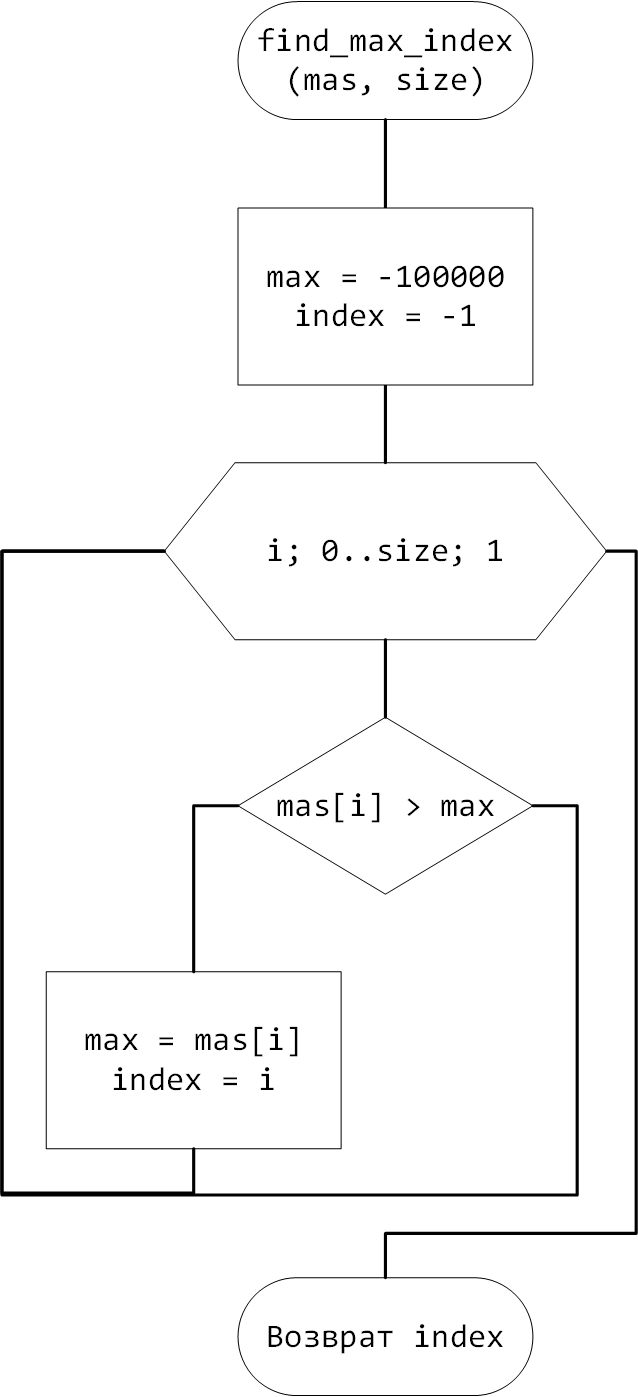 find_max_index
(mas, size)
max = -100000
index = -1
i; 0..size; 1
mas[i] > max
max = mas[i]
index = i
Возврат index